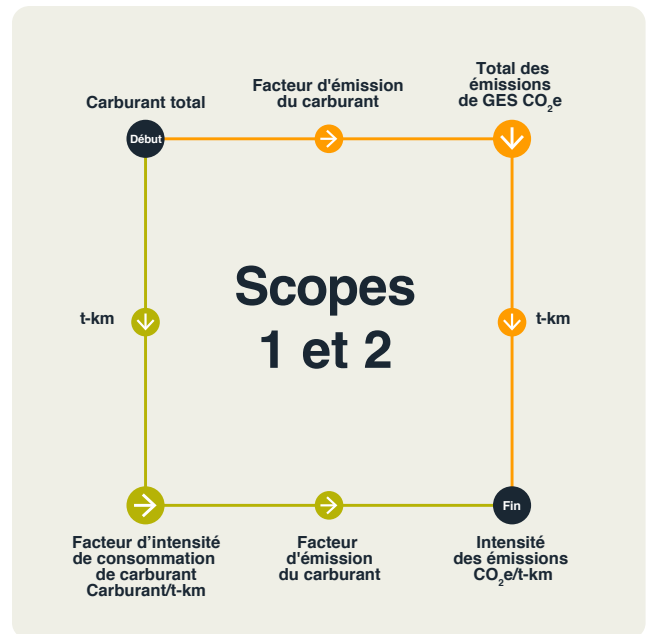 Carburant total
Facteur d'émission
du carburant
Total des
émissions
de GES CO₂e
Début
Scopes
1 et 2
t-km
t-km
Fin
Facteur d’intensité
de consommation
de carburant
Carburant/t-km
Facteur
d'émission
du carburant
Intensité
des émissions
CO₂e/t-km